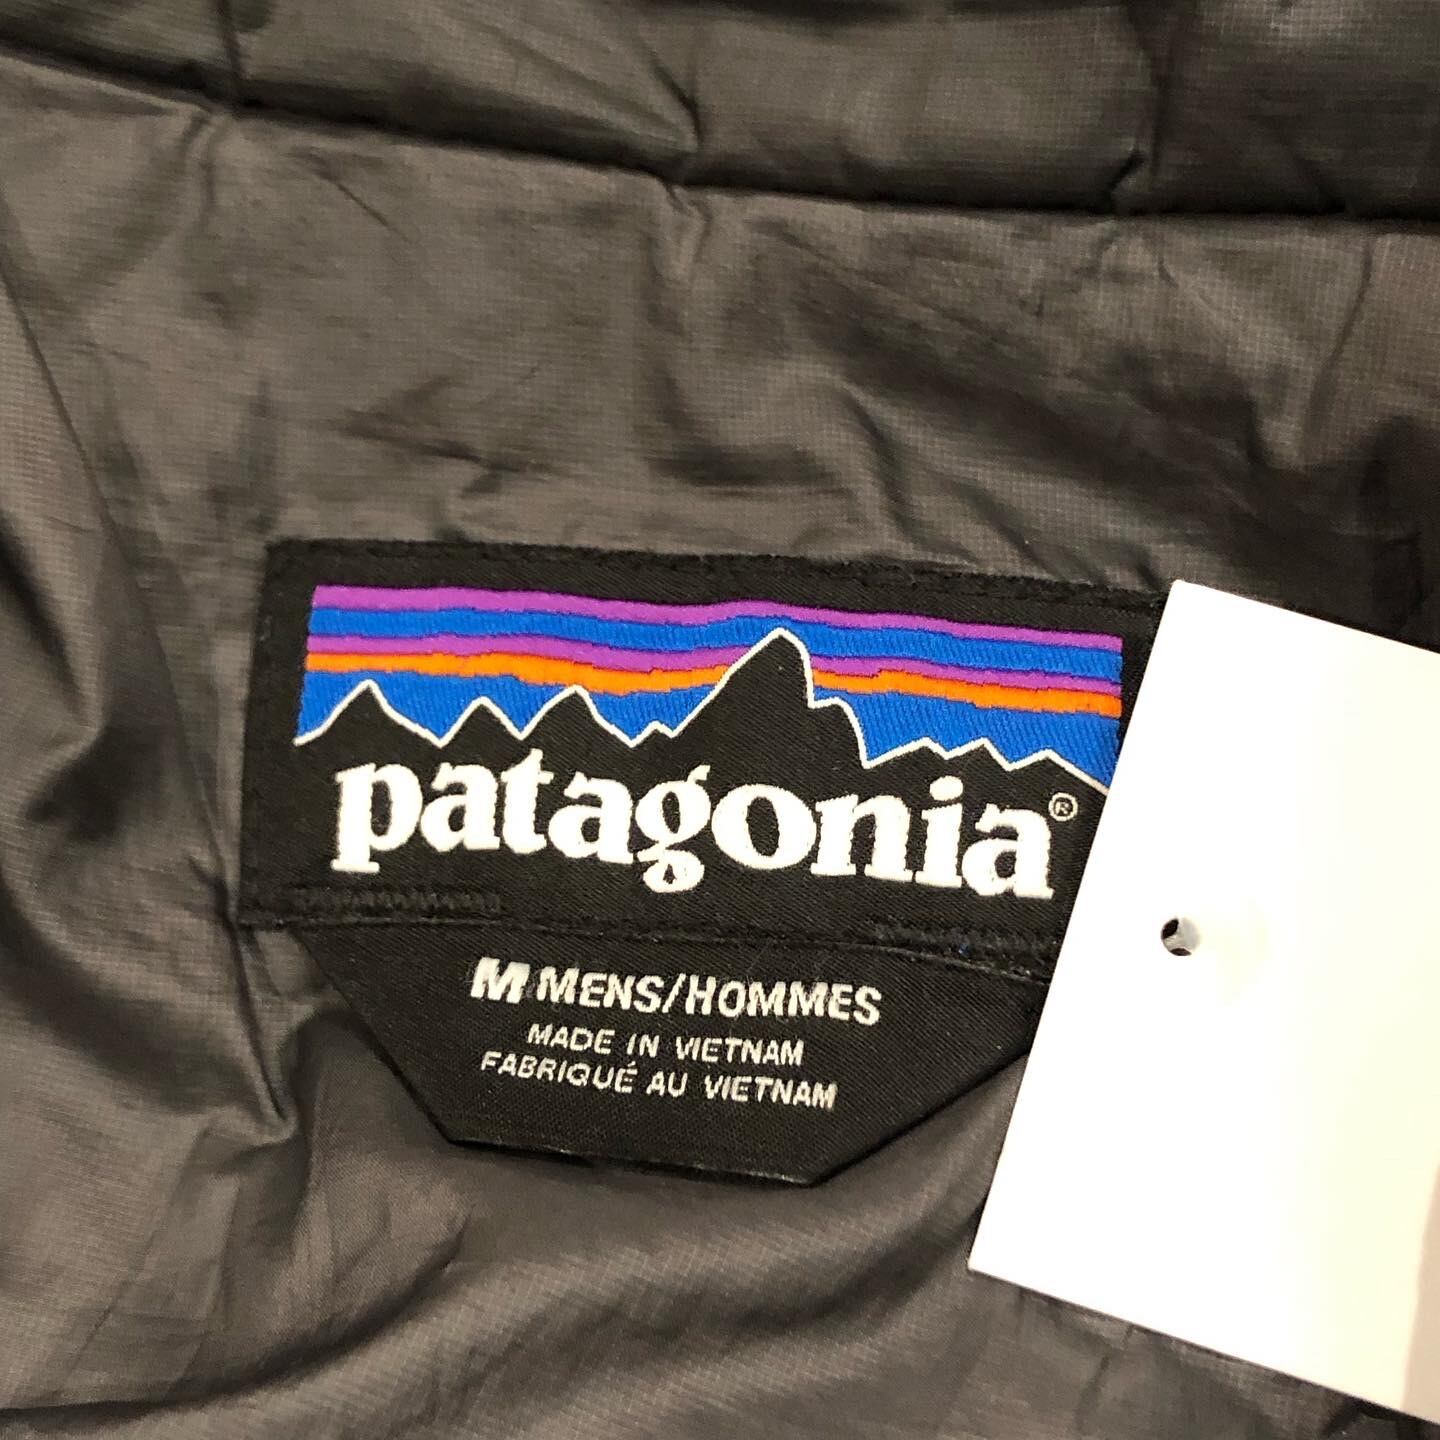 patagonia®
M MENS/HOMMES
MADE IN VIETNAM
FABRIQUÉ AU VIETNAM